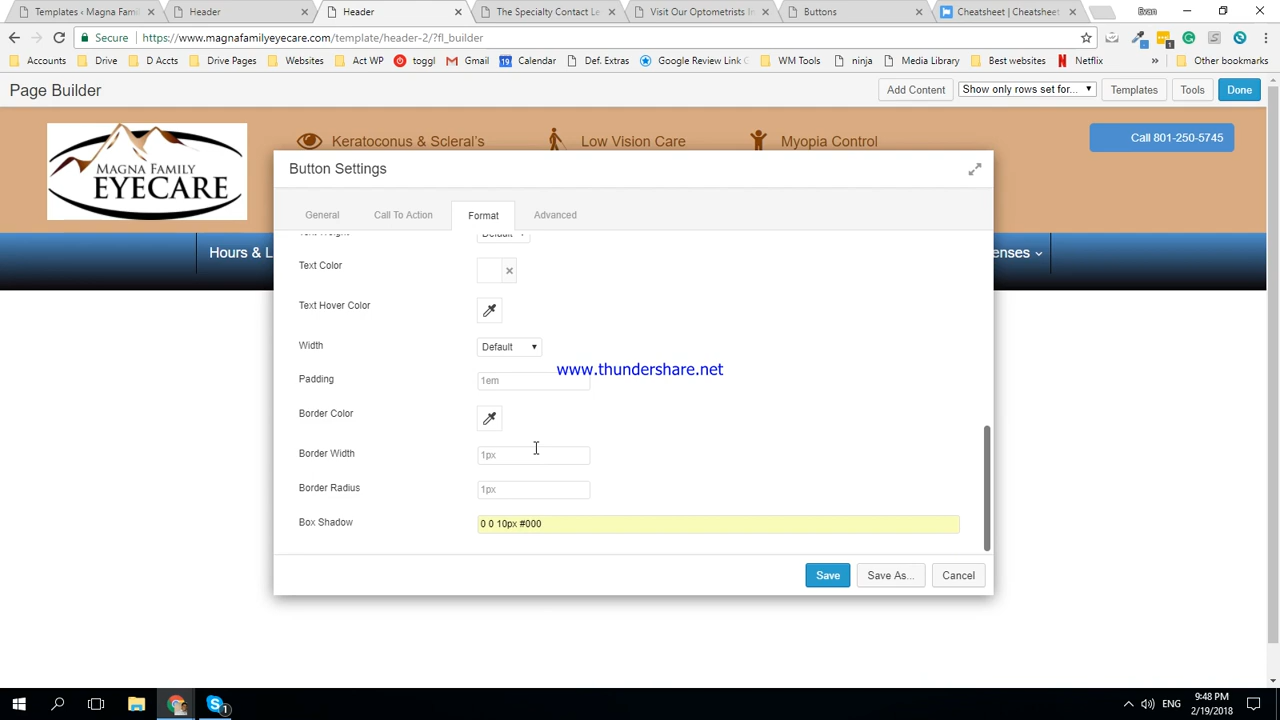 Templates ‹ Magna Family
Header
Header
The Specialty Contact Le
Visit Our Optometrists In
Buttons
Cheatsheet | Cheatsheet
Evan
Secure
https://www.magnafamilyeyecare.com/template/header-2/?fl_builder
Accounts
Drive
D Accts
Drive Pages
Websites
Act WP
toggl
Gmail
19
Calendar
Def. Extras
Google Review Link G
WM Tools
ninja
Media Library
Best websites
Netflix
»
Other bookmarks
Page Builder
Add Content
Show only rows set for...
Templates
Tools
Done
MAGNA FAMILY
EYECARE
Keratoconus & Scleral's
Low Vision Care
Myopia Control
Call 801-250-5745
Hours & L
enses
Button Settings
General
Call To Action
Format
Advanced
Text Weight
Default
Text Color
Text Hover Color
Width
Default
www.thundershare.net
Padding
1em
Border Color
Border Width
1px
Border Radius
1px
Box Shadow
0 0 10px #000
Save
Save As...
Cancel
1
ENG
9:48 PM
2/19/2018